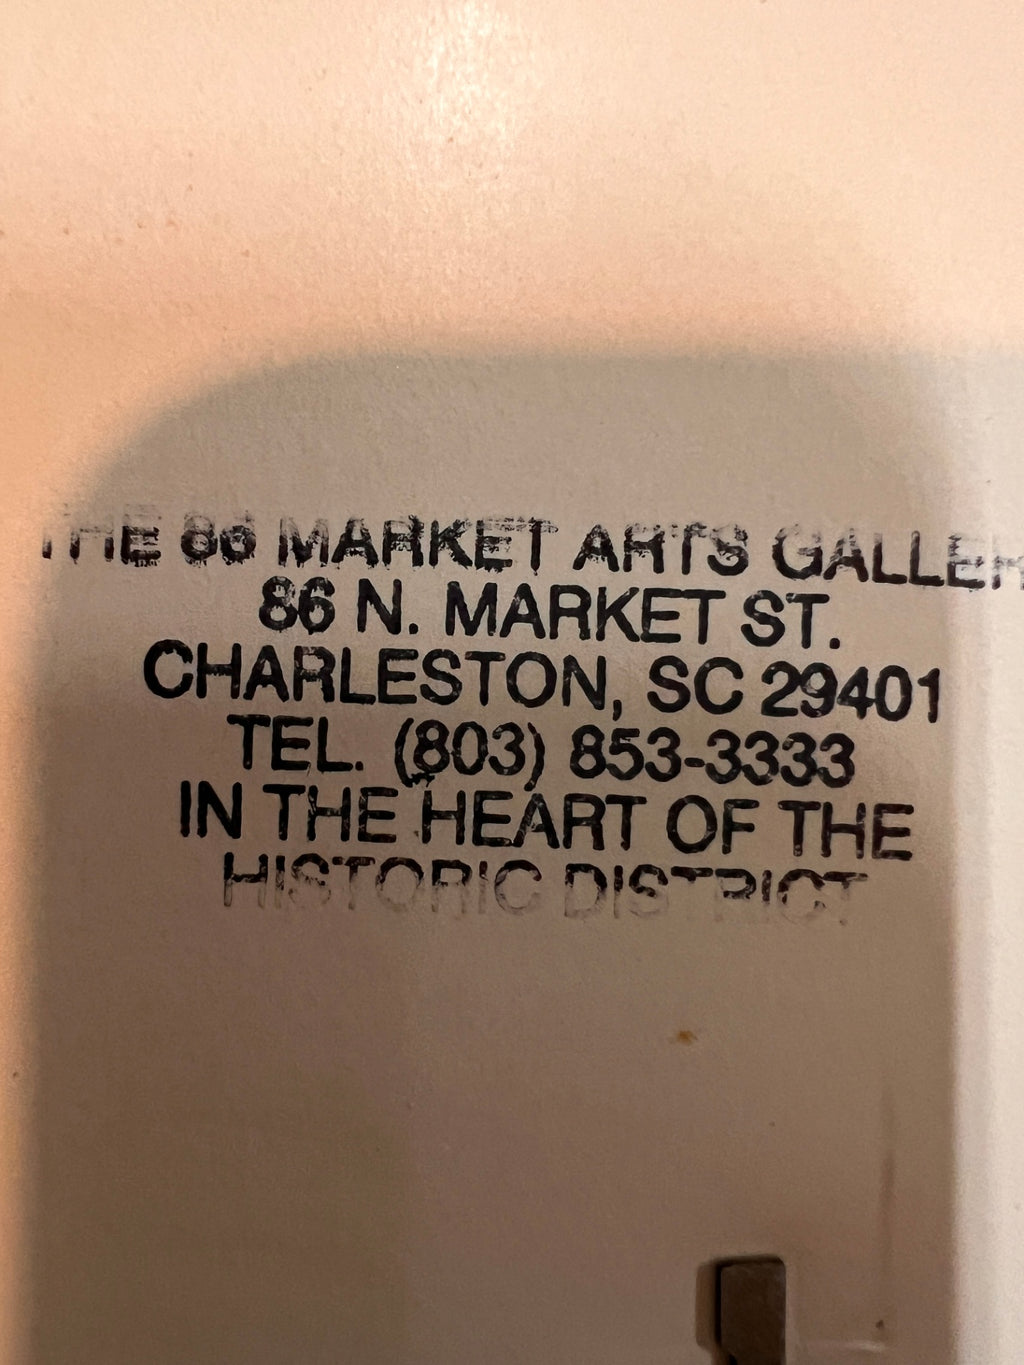 THE 86 MARKET ARTS GALLER
86 N. MARKET ST.
CHARLESTON, SC 29401
TEL. (803) 853-3333
IN THE HEART OF THE
HISTORIC DISTRICT